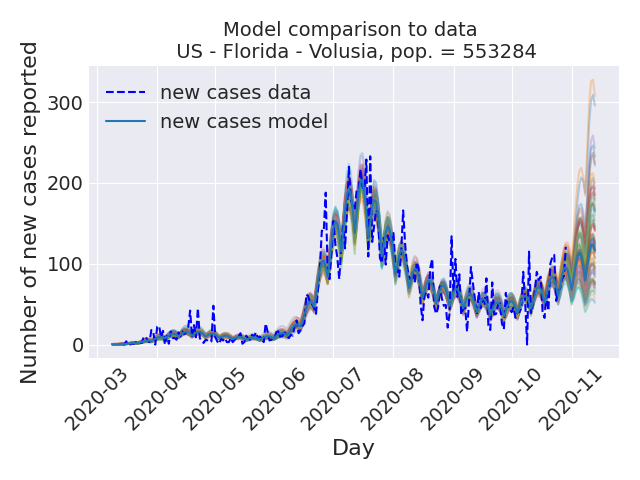 Model comparison to data
US - Florida - Volusia, pop. = 553284
Number of new cases reported
300
200
100
0
new cases data
new cases model
2020-03
2020-04
2020-05
2020-06
2020-07
2020-08
2020-09
2020-10
2020-11
Day